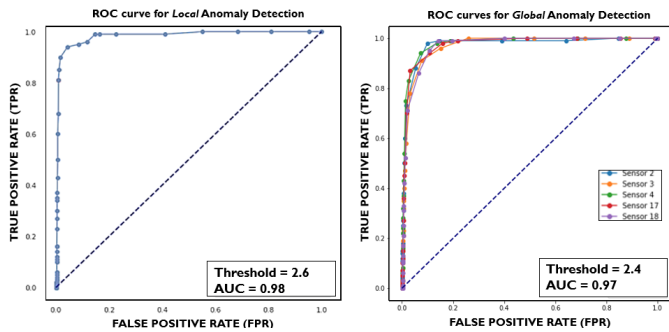 ROC curve for Local Anomaly Detection
TRUE POSITIVE RATE (TPR)
1.0
0.8
0.6
0.4
0.2
0.0
Threshold = 2.6
AUC = 0.98
0.0 0.2 0.4 0.6 0.8 1.0
FALSE POSITIVE RATE (FPR)
ROC curves for Global Anomaly Detection
TRUE POSITIVE RATE (TPR)
1.0
0.8
0.6
0.4
0.2
0.0
Sensor 2
Sensor 3
Sensor 4
Sensor 17
Sensor 18
Threshold = 2.4
AUC = 0.97
0.0 0.2 0.4 0.6 0.8 1.0
FALSE POSITIVE RATE (FPR)